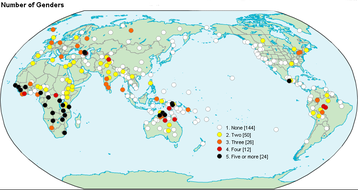 Number of Genders
1. None [144]
2. Two [50]
3. Three [26]
4. Four [12]
5. Five or more [24]